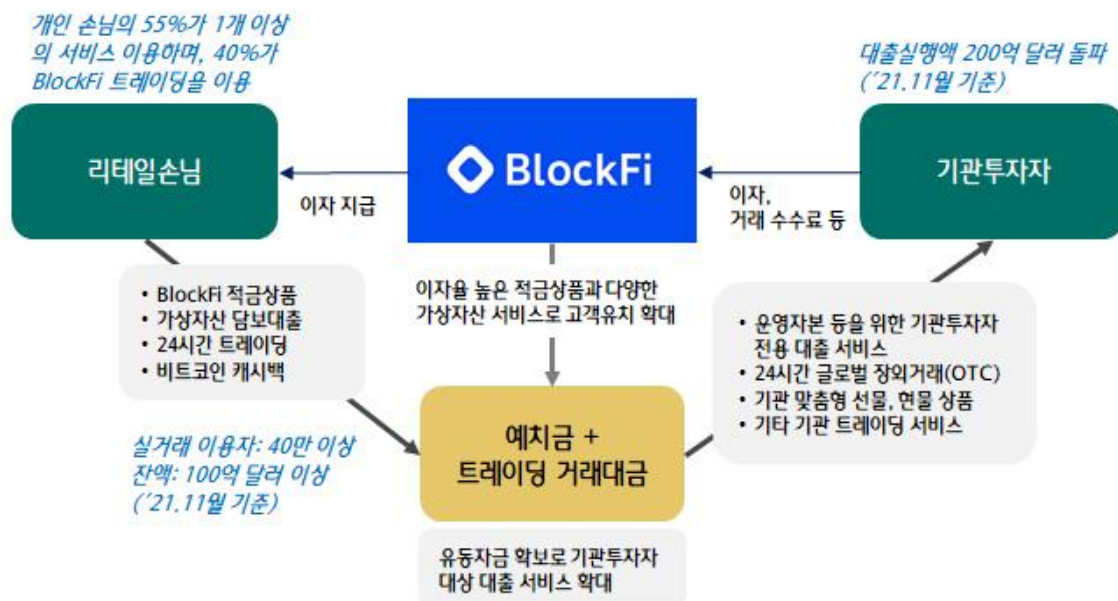 개인 손님의 55%가 1개 이상
의 서비스 이용하며, 40%가
BlockFi 트레이딩을 이용
대출실행액 200억 달러 돌파
(´21.11월 기준)
리테일손님
BlockFi
기관투자자
이자 지급
이자,
거래 수수료 등
• BlockFi 적금상품
• 가상자산 담보대출
• 24시간 트레이딩
• 비트코인 캐시백
이자율 높은 적금상품과 다양한
가상자산 서비스로 고객유치 확대
• 운영자본 등을 위한 기관투자자
전용 대출 서비스
• 24시간 글로벌 장외거래(OTC)
• 기관 맞춤형 선물, 현물 상품
• 기타 기관 트레이딩 서비스
실거래 이용자: 40만 이상
잔액: 100억 달러 이상
(´21.11월 기준)
예치금 +
트레이딩 거래대금
유동자금 확보로 기관투자자
대상 대출 서비스 확대